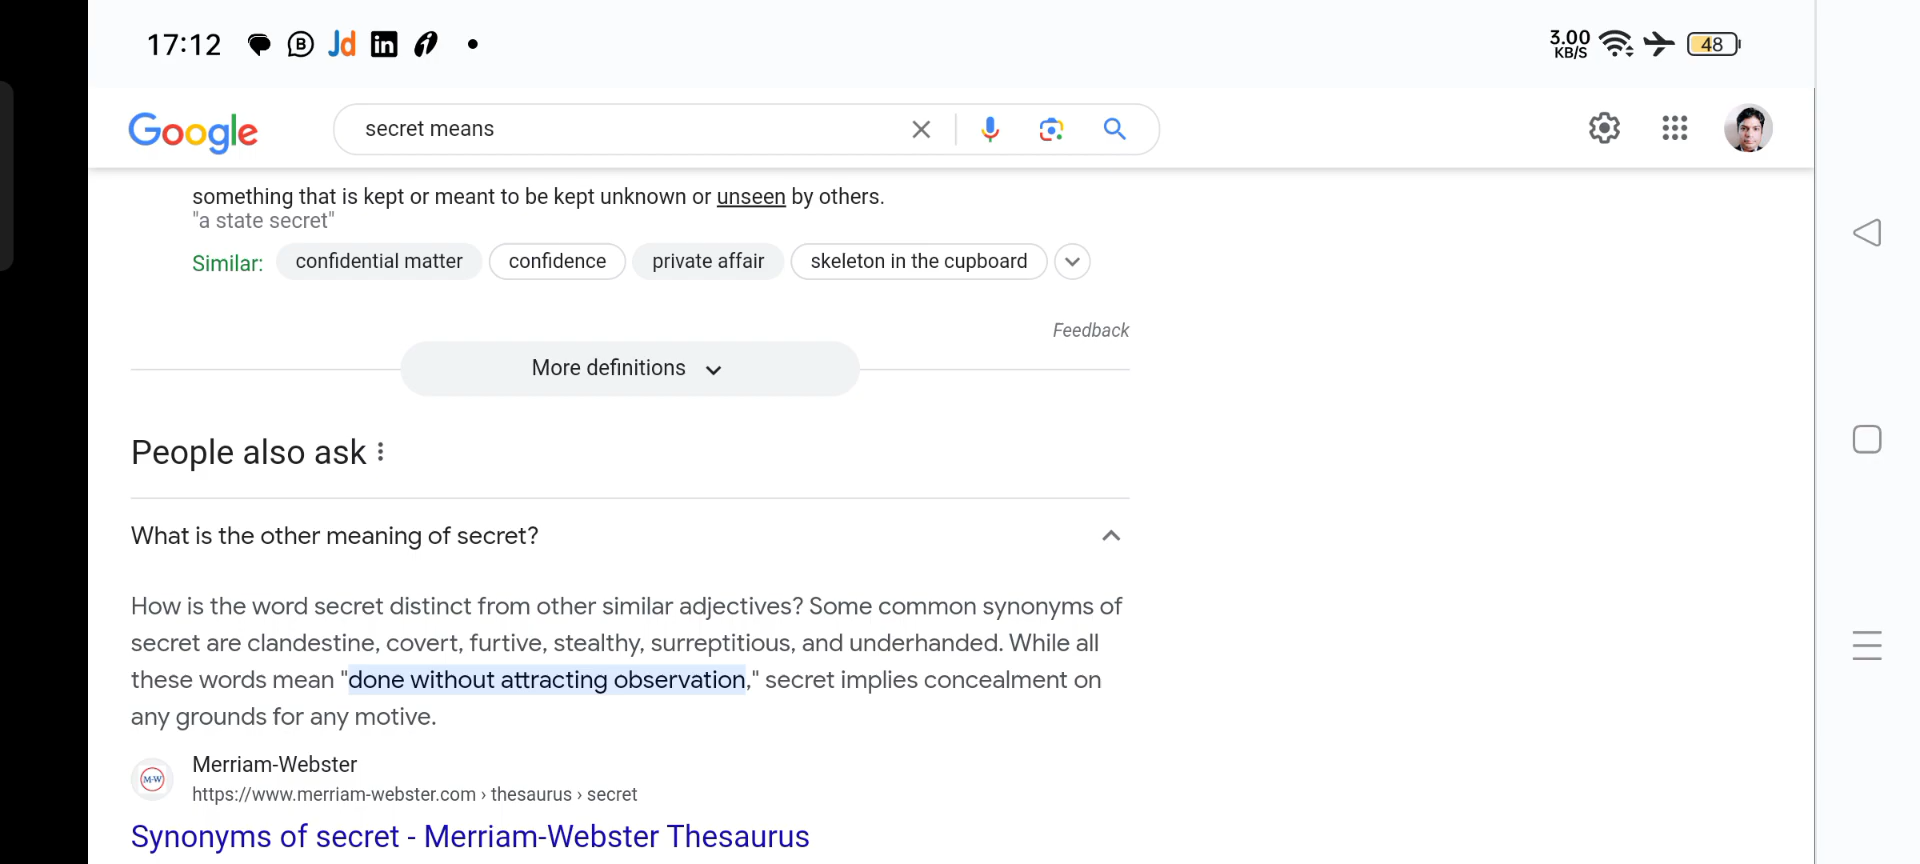 17:12
3.00 KB/S
48
Google
secret means
something that is kept or meant to be kept unknown or unseen by others.
"a state secret"
Similar: confidential matter confidence private affair skeleton in the cupboard
Feedback
More definitions
People also ask
What is the other meaning of secret?
How is the word secret distinct from other similar adjectives? Some common synonyms of
secret are clandestine, covert, furtive, stealthy, surreptitious, and underhanded. While all
these words mean "done without attracting observation," secret implies concealment on
any grounds for any motive.
M-W
Merriam-Webster
https://www.merriam-webster.com › thesaurus › secret
Synonyms of secret - Merriam-Webster Thesaurus